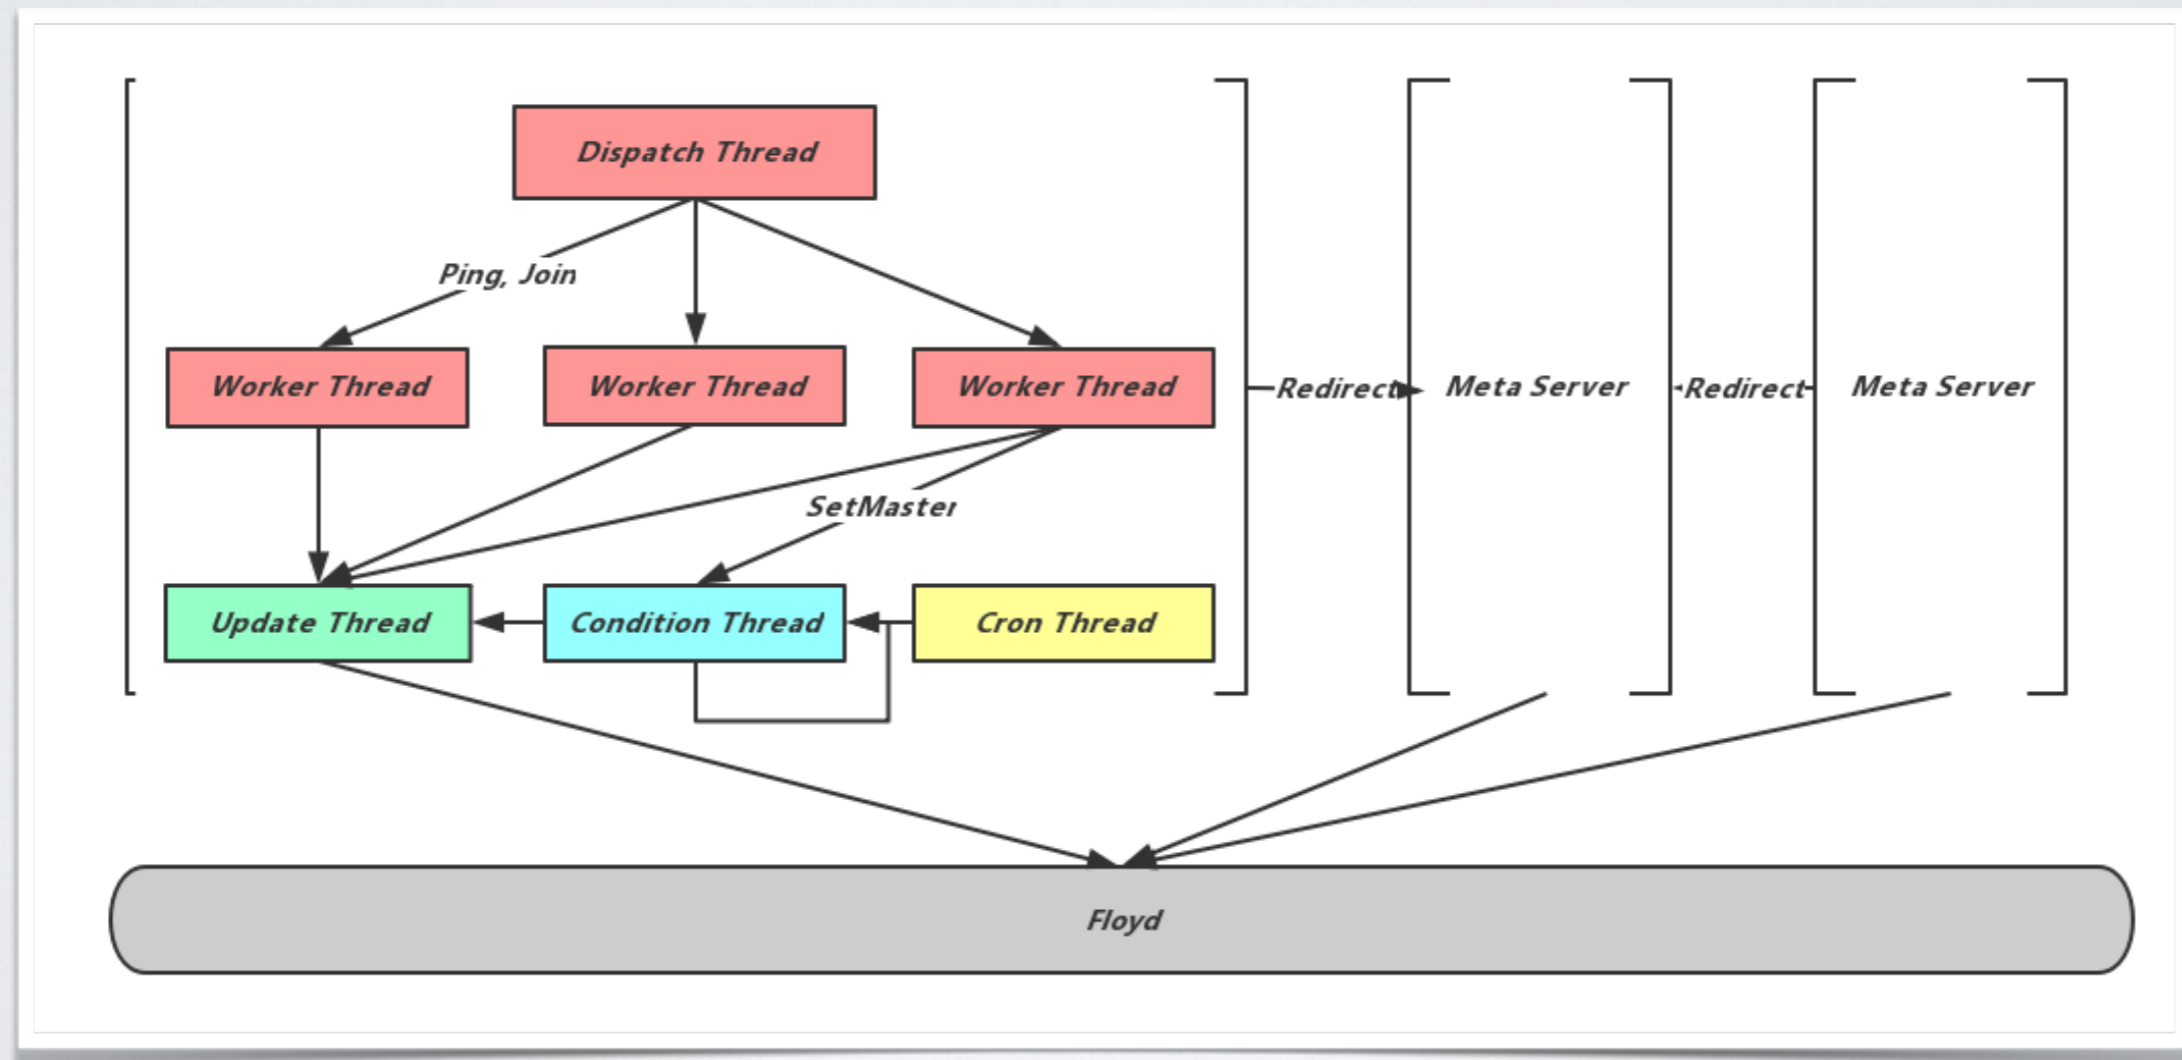 Dispatch Thread
Ping, Join
Worker Thread
Worker Thread
Worker Thread
Redirect
Meta Server
Redirect
Meta Server
SetMaster
Update Thread
Condition Thread
Cron Thread
Floyd